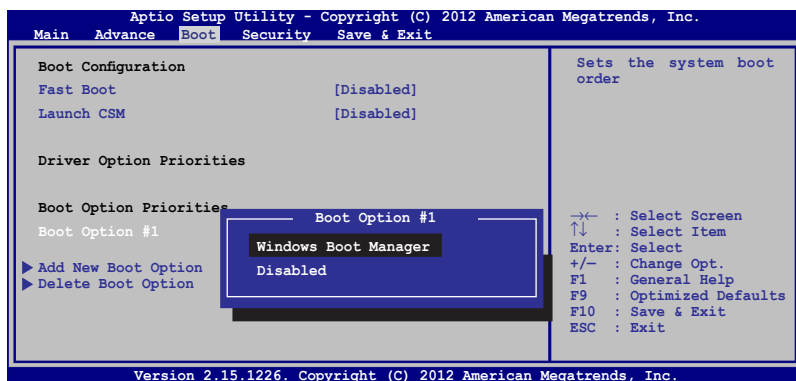 Aptio Setup Utility - Copyright (C) 2012 American Megatrends, Inc.
Main Advance Boot Security Save & Exit
Boot Configuration
Fast Boot [Disabled]
Launch CSM [Disabled]
Driver Option Priorities
Boot Option Priorities
Boot Option #1
Add New Boot Option
Delete Boot Option
Boot Option #1
Windows Boot Manager
Disabled
Sets the system boot
order
→← : Select Screen
↑↓ : Select Item
Enter: Select
+/— : Change Opt.
F1 : General Help
F9 : Optimized Defaults
F10 : Save & Exit
ESC : Exit
Version 2.15.1226. Copyright (C) 2012 American Megatrends, Inc.